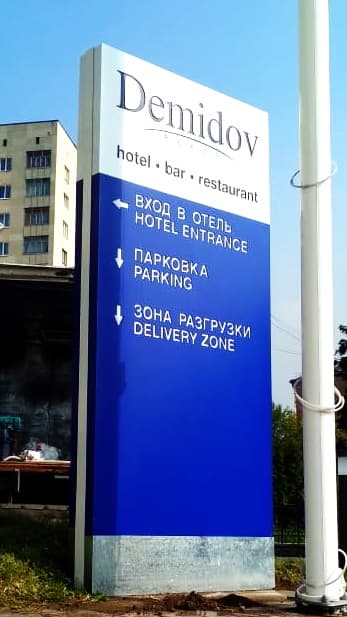 Demidov
hotel • bar • restaurant
ВХОД В ОТЕЛЬ
HOTEL ENTRANCE
ПАРКОВКА
PARKING
ЗОНА РАЗГРУЗКИ
DELIVERY ZONE